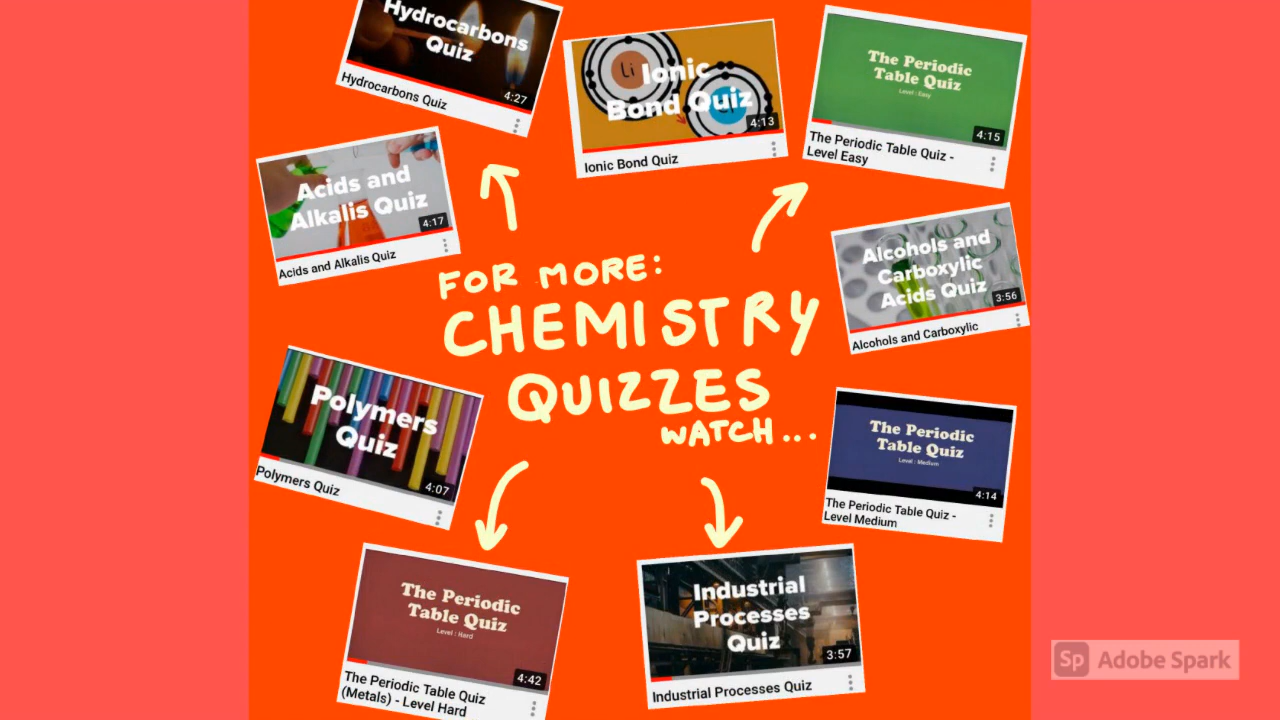 Hydrocarbons
Quiz
4:27
Hydrocarbons Quiz
Li
Ionic
Bond Quiz
4:13
Ionic Bond Quiz
The Periodic
Table Quiz
Level : Easy
4:15
The Periodic Table Quiz -
Level Easy
Acids and
Alkalis Quiz
4:17
Acids and Alkalis Quiz
Alcohols and
Carboxylic
Acids Quiz
3:56
Alcohols and Carboxylic
FOR MORE:
CHEMISTRY
QUIZZES
WATCH...
Polymers
Quiz
4:07
Polymers Quiz
The Periodic
Table Quiz
Level : Medium
4:14
The Periodic Table Quiz -
Level Medium
The Periodic
Table Quiz
Level : Hard
4:42
The Periodic Table Quiz
(Metals) - Level Hard
Industrial
Processes
Quiz
3:57
Industrial Processes Quiz
Sp Adobe Spark